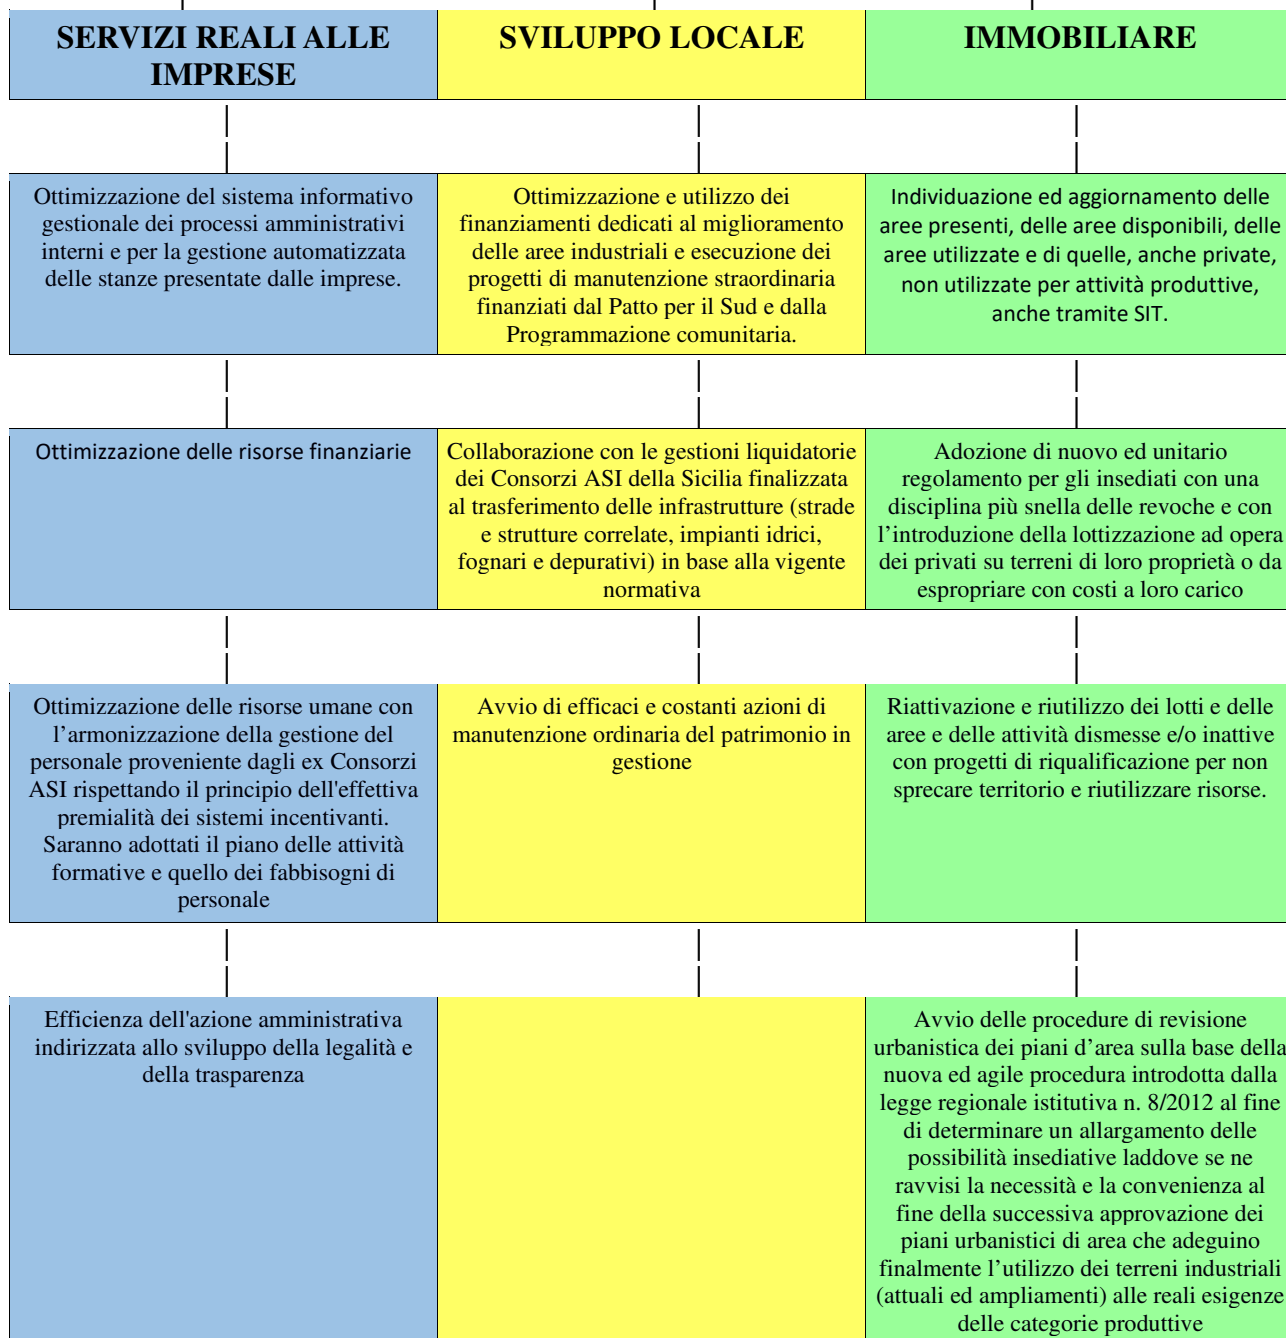 SERVIZI REALI ALLE
IMPRESE
SVILUPPO LOCALE
IMMOBILIARE
Ottimizzazione del sistema informativo
gestionale dei processi amministrativi
interni e per la gestione automatizzata
delle stanze presentate dalle imprese.
Ottimizzazione e utilizzo dei
finanziamenti dedicati al miglioramento
delle aree industriali e esecuzione dei
progetti di manutenzione straordinaria
finanziati dal Patto per il Sud e dalla
Programmazione comunitaria.
Individuazione ed aggiornamento delle
aree presenti, delle aree disponibili, delle
aree utilizzate e di quelle, anche private,
non utilizzate per attività produttive,
anche tramite SIT.
Ottimizzazione delle risorse finanziarie
Collaborazione con le gestioni liquidatorie
dei Consorzi ASI della Sicilia finalizzata
al trasferimento delle infrastrutture (strade
e strutture correlate, impianti idrici,
fognari e depurativi) in base alla vigente
normativa
Adozione di nuovo ed unitario
regolamento per gli insediati con una
disciplina più snella delle revoche e con
l’introduzione della lottizzazione ad opera
dei privati su terreni di loro proprietà o da
espropriare con costi a loro carico
Ottimizzazione delle risorse umane con
l’armonizzazione della gestione del
personale proveniente dagli ex Consorzi
ASI rispettando il principio dell'effettiva
premialità dei sistemi incentivanti.
Saranno adottati il piano delle attività
formative e quello dei fabbisogni di
personale
Avvio di efficaci e costanti azioni di
manutenzione ordinaria del patrimonio in
gestione
Riattivazione e riutilizzo dei lotti e delle
aree e delle attività dismesse e/o inattive
con progetti di riqualificazione per non
sprecare territorio e riutilizzare risorse.
Efficienza dell'azione amministrativa
indirizzata allo sviluppo della legalità e
della trasparenza
Avvio delle procedure di revisione
urbanistica dei piani d’area sulla base della
nuova ed agile procedura introdotta dalla
legge regionale istitutiva n. 8/2012 al fine
di determinare un allargamento delle
possibilità insediative laddove se ne
ravvisi la necessità e la convenienza al
fine della successiva approvazione dei
piani urbanistici di area che adeguino
finalmente l’utilizzo dei terreni industriali
(attuali ed ampliamenti) alle reali esigenze
delle categorie produttive